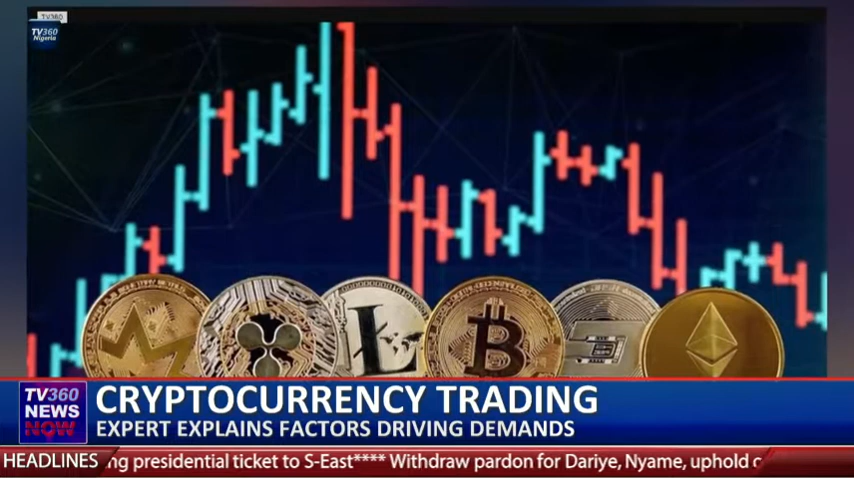 TV360
TV360
Nigeria
TV360
NEWS
NOW
CRYPTOCURRENCY TRADING
EXPERT EXPLAINS FACTORS DRIVING DEMANDS
HEADLINES
ng presidential ticket to S-East**** Withdraw pardon for Dariye, Nyame, uphold